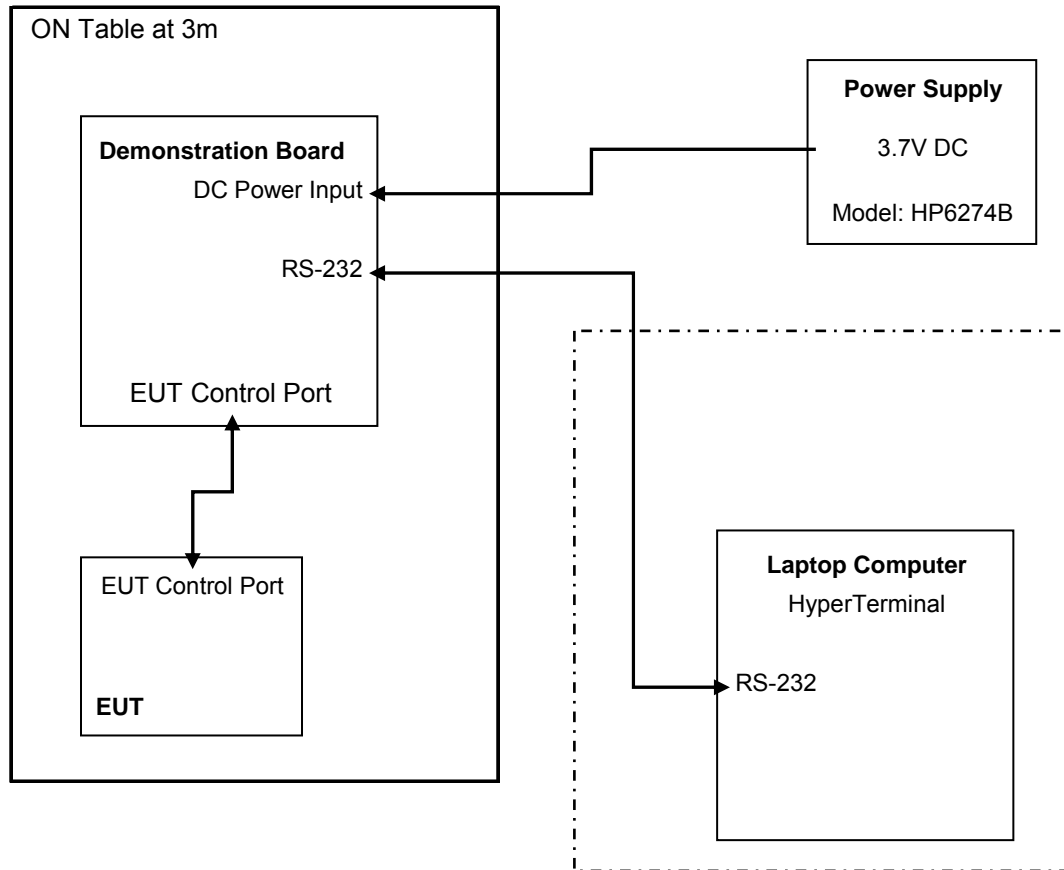 ON Table at 3m
Demonstration Board
DC Power Input
RS-232
EUT Control Port
EUT Control Port
EUT
Power Supply
3.7V DC
Model: HP6274B
Laptop Computer
HyperTerminal
RS-232